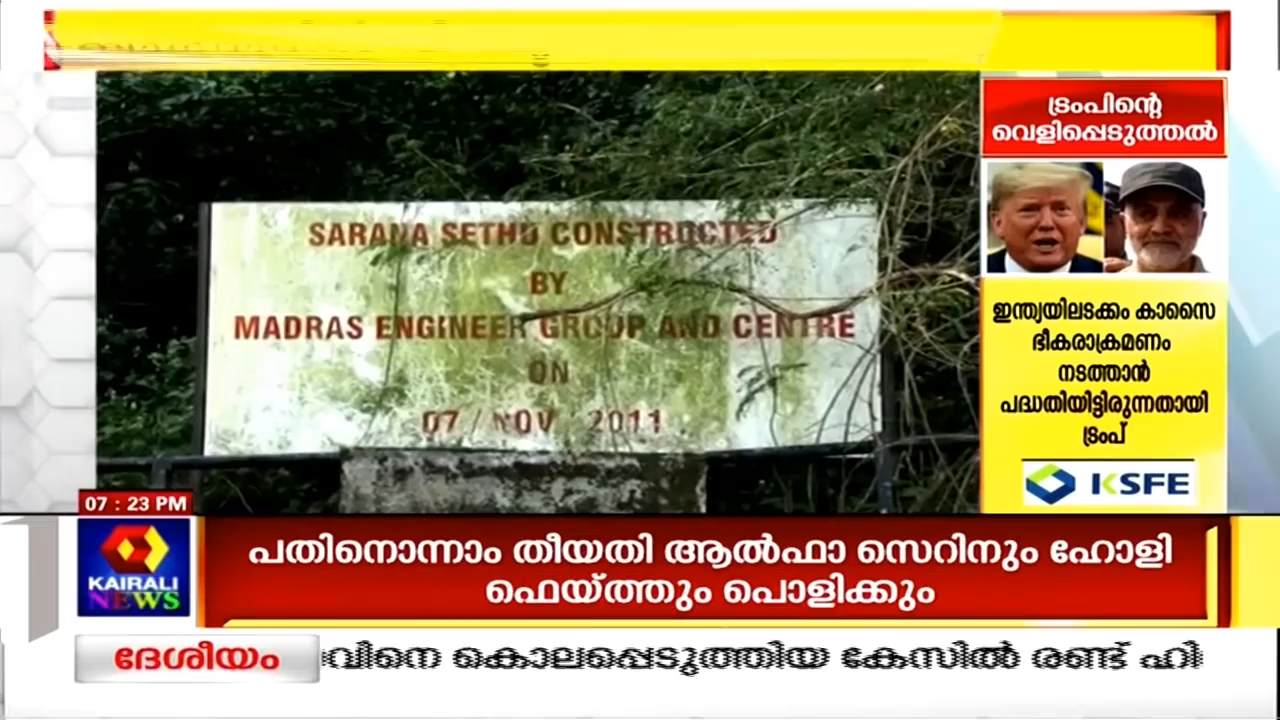 ട്രംപിന്റെ
വെളിപ്പെടുത്തൽ
SARANA SETHU CONSTRUCTED
BY
MADRAS ENGINEER GROUP AND CENTRE
ON
07 / NOV 2011
ഇന്ത്യയിലടക്കം കാസൈ
ഭീകരാക്രമണം
നടത്താൻ
പദ്ധതിയിട്ടിരുന്നതായി
ട്രംപ്
KSFE
07 : 23 PM
KAIRALI
NEWS
പതിനൊന്നാം തീയതി ആൽഫാ സെറിനും ഹോളി
ഫെയ്ത്തും പൊളിക്കും
ദേശീയം
വിനെ കൊലപ്പെടുത്തിയ കേസിൽ രണ്ട് ഹി